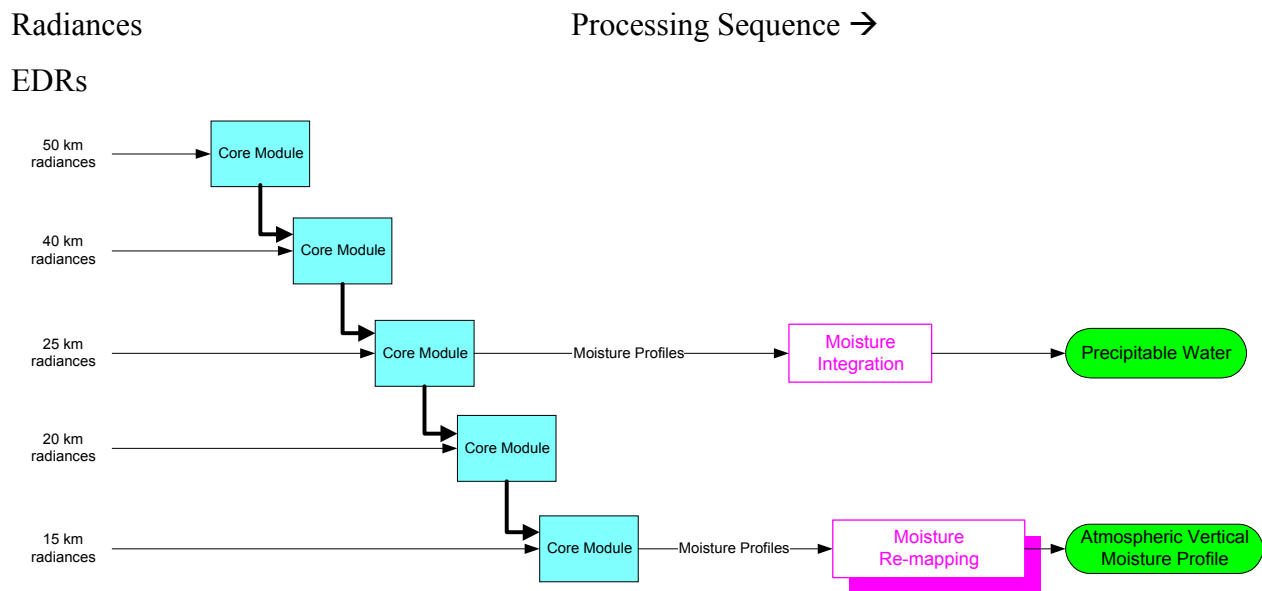 Radiances
Processing Sequence →
EDRs
50 km
radiances
Core Module
40 km
radiances
Core Module
25 km
radiances
Core Module
Moisture Profiles
Moisture
Integration
Precipitable Water
20 km
radiances
Core Module
15 km
radiances
Core Module
Moisture Profiles
Moisture
Re-mapping
Atmospheric Vertical
Moisture Profile